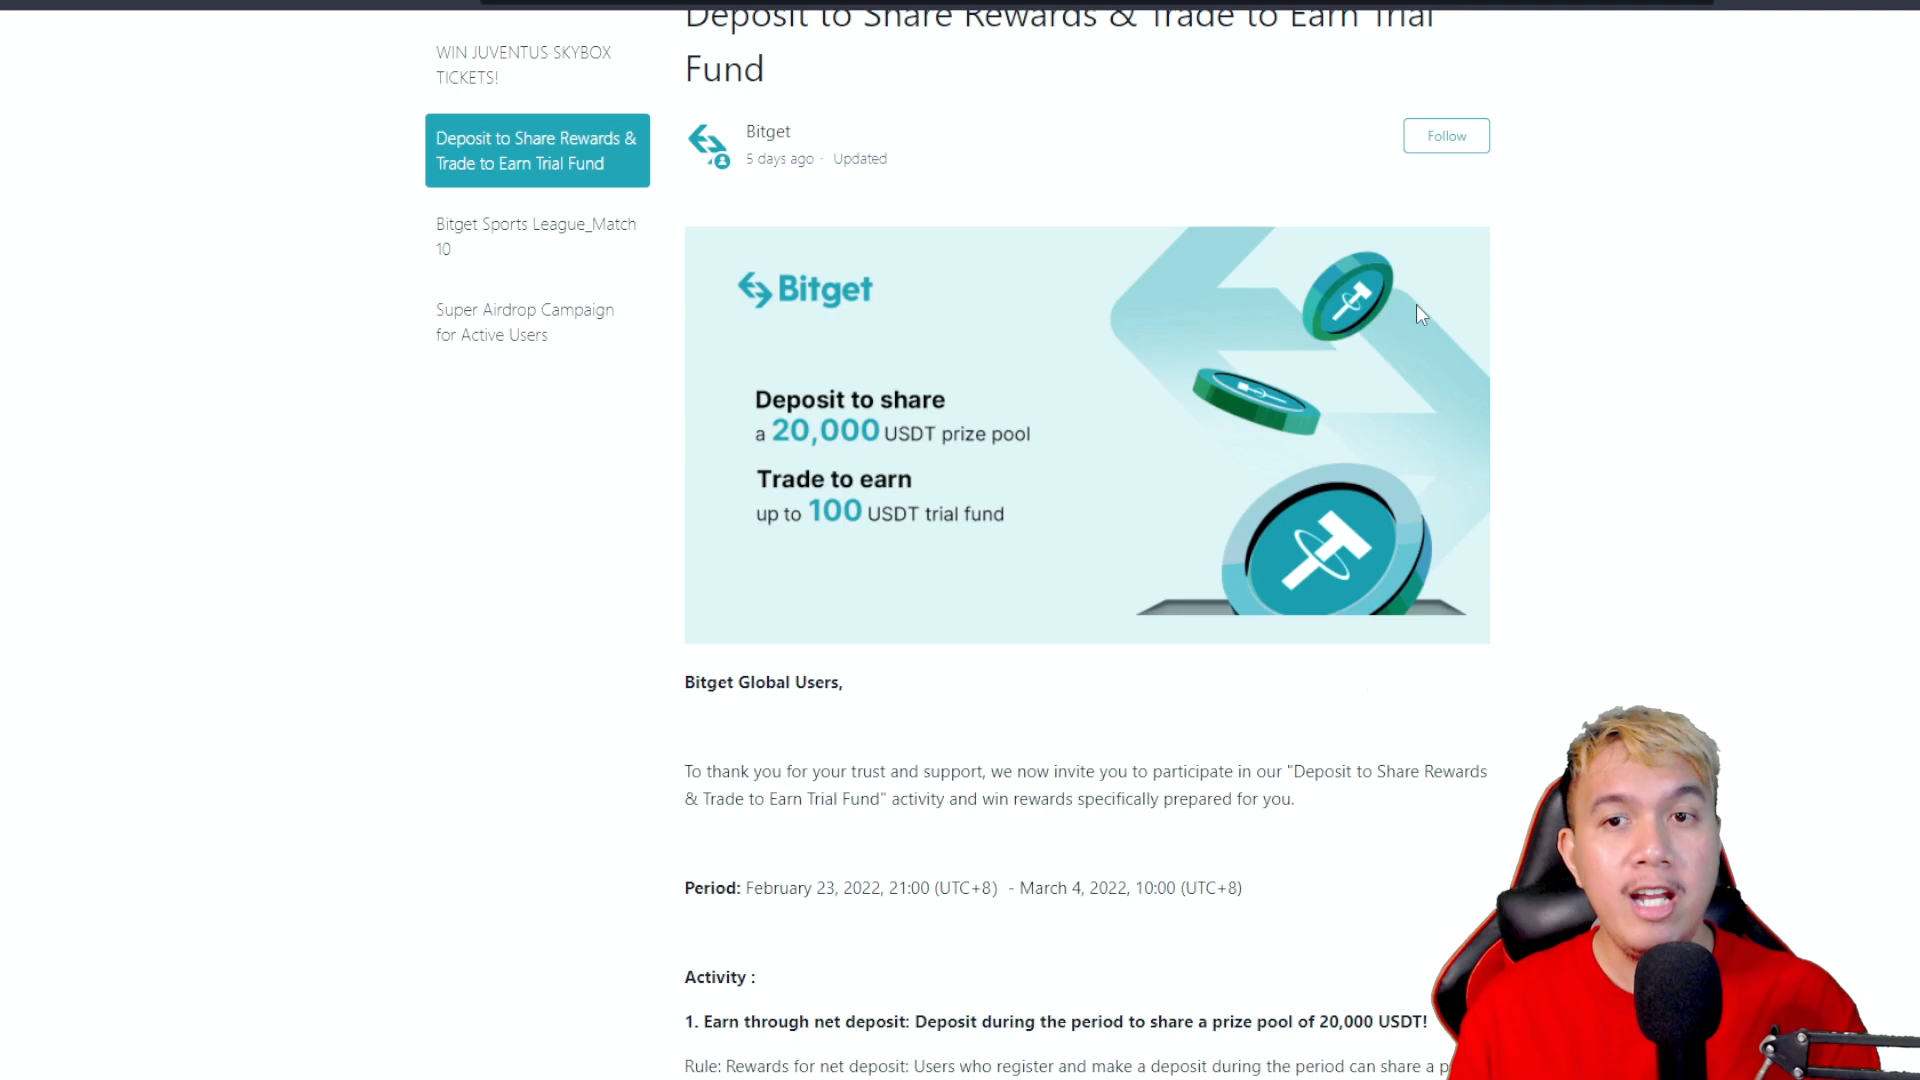 Deposit to Share Rewards & Trade to Earn Trial
Fund
WIN JUVENTUS SKYBOX
TICKETS!
Deposit to Share Rewards &
Trade to Earn Trial Fund
Bitget Sports League_Match
10
Super Airdrop Campaign
for Active Users
Bitget
5 days ago · Updated
Follow
Bitget
Deposit to share
a 20,000 USDT prize pool
Trade to earn
up to 100 USDT trial fund
Bitget Global Users,
To thank you for your trust and support, we now invite you to participate in our "Deposit to Share Rewards
& Trade to Earn Trial Fund" activity and win rewards specifically prepared for you.
Period: February 23, 2022, 21:00 (UTC+8) - March 4, 2022, 10:00 (UTC+8)
Activity :
1. Earn through net deposit: Deposit during the period to share a prize pool of 20,000 USDT!
Rule: Rewards for net deposit: Users who register and make a deposit during the period can share a p